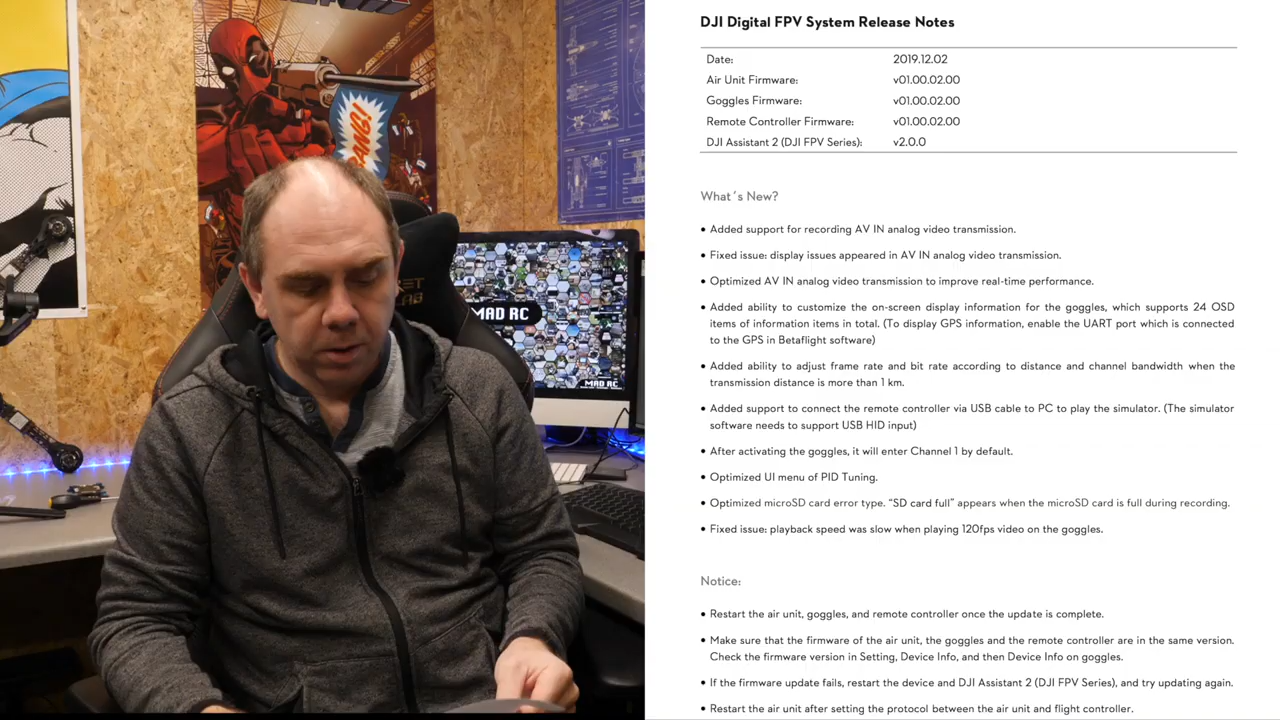 DJI Digital FPV System Release Notes
Date: 2019.12.02
Air Unit Firmware: v01.00.02.00
Goggles Firmware: v01.00.02.00
Remote Controller Firmware: v01.00.02.00
DJI Assistant 2 (DJI FPV Series): v2.0.0
What´s New?
• Added support for recording AV IN analog video transmission.
• Fixed issue: display issues appeared in AV IN analog video transmission.
• Optimized AV IN analog video transmission to improve real-time performance.
• Added ability to customize the on-screen display information for the goggles, which supports 24 OSD
items of information items in total. (To display GPS information, enable the UART port which is connected
to the GPS in Betaflight software)
• Added ability to adjust frame rate and bit rate according to distance and channel bandwidth when the
transmission distance is more than 1 km.
• Added support to connect the remote controller via USB cable to PC to play the simulator. (The simulator
software needs to support USB HID input)
• After activating the goggles, it will enter Channel 1 by default.
• Optimized UI menu of PID Tuning.
• Optimized microSD card error type. “SD card full” appears when the microSD card is full during recording.
• Fixed issue: playback speed was slow when playing 120fps video on the goggles.
Notice:
• Restart the air unit, goggles, and remote controller once the update is complete.
• Make sure that the firmware of the air unit, the goggles and the remote controller are in the same version.
Check the firmware version in Setting, Device Info, and then Device Info on goggles.
• If the firmware update fails, restart the device and DJI Assistant 2 (DJI FPV Series), and try updating again.
• Restart the air unit after setting the protocol between the air unit and flight controller.
BANG!
MAD RC
MAD RC